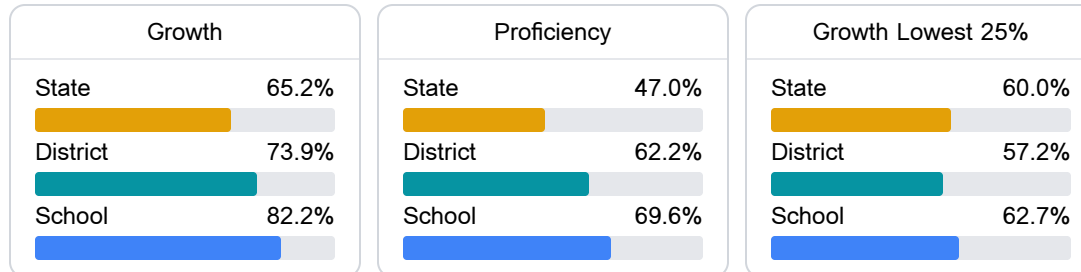 Growth
State 65.2%
District 73.9%
School 82.2%
Proficiency
State 47.0%
District 62.2%
School 69.6%
Growth Lowest 25%
State 60.0%
District 57.2%
School 62.7%